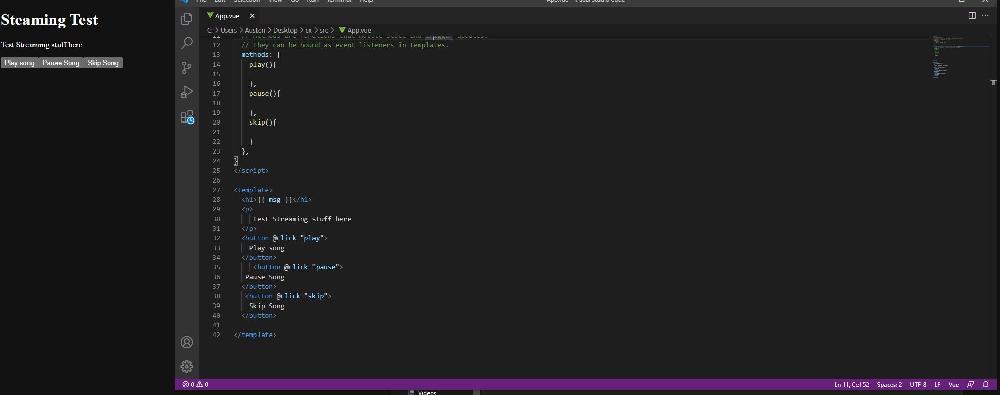 Steaming Test
Test Streaming stuff here
Play song Pause Song Skip Song
File Edit Selection View Go Run Terminal Help
App.vue - Visual Studio Code
App.vue
C: > Users > Austen > Desktop > cx > src > App.vue
11 // Methods are functions that mutate state and trigger updates.
12 // They can be bound as event listeners in templates.
13 methods: {
14 play(){
15
16 },
17 pause(){
18
19 },
20 skip(){
21
22 }
23 },
24 }
25 </script>
26
27 <template>
28 <h1>{{ msg }}</h1>
29 <p>
30 Test Streaming stuff here
31 </p>
32 <button @click="play">
33 Play song
34 </button>
35 <button @click="pause">
36 Pause Song
37 </button>
38 <button @click="skip">
39 Skip Song
40 </button>
41
42 </template>
0 0
Ln 11, Col 52 Spaces: 2 UTF-8 LF Vue
Videos